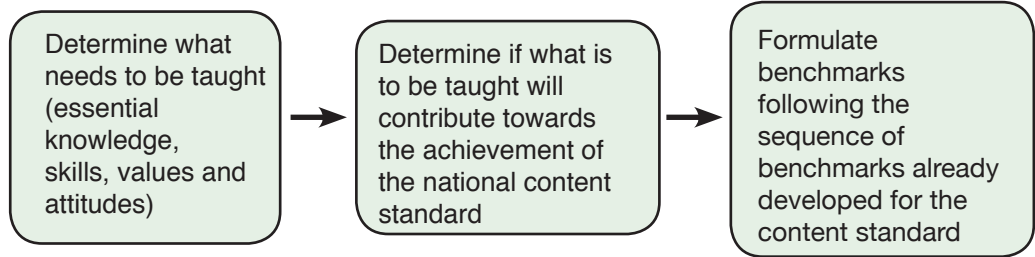 Determine what
needs to be taught
(essential
knowledge,
skills, values and
attitudes)
Determine if what is
to be taught will
contribute towards
the achievement of
the national content
standard
Formulate
benchmarks
following the
sequence of
benchmarks already
developed for the
content standard